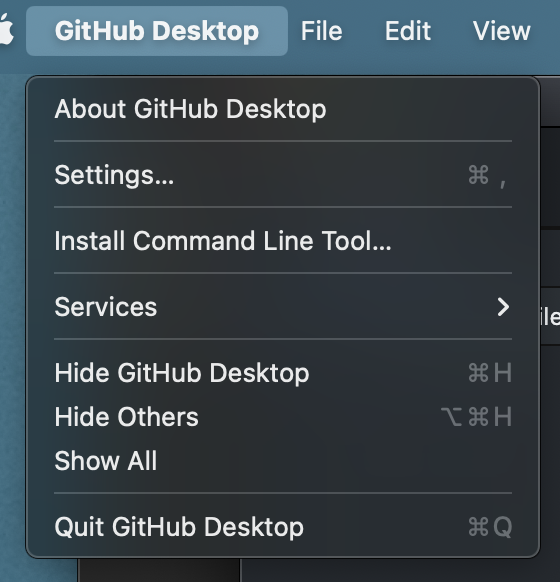 GitHub Desktop File Edit View
About GitHub Desktop
Settings... ⌘ ,
Install Command Line Tool...
Services
Hide GitHub Desktop ⌘H
Hide Others ⌥⌘H
Show All
Quit GitHub Desktop ⌘Q